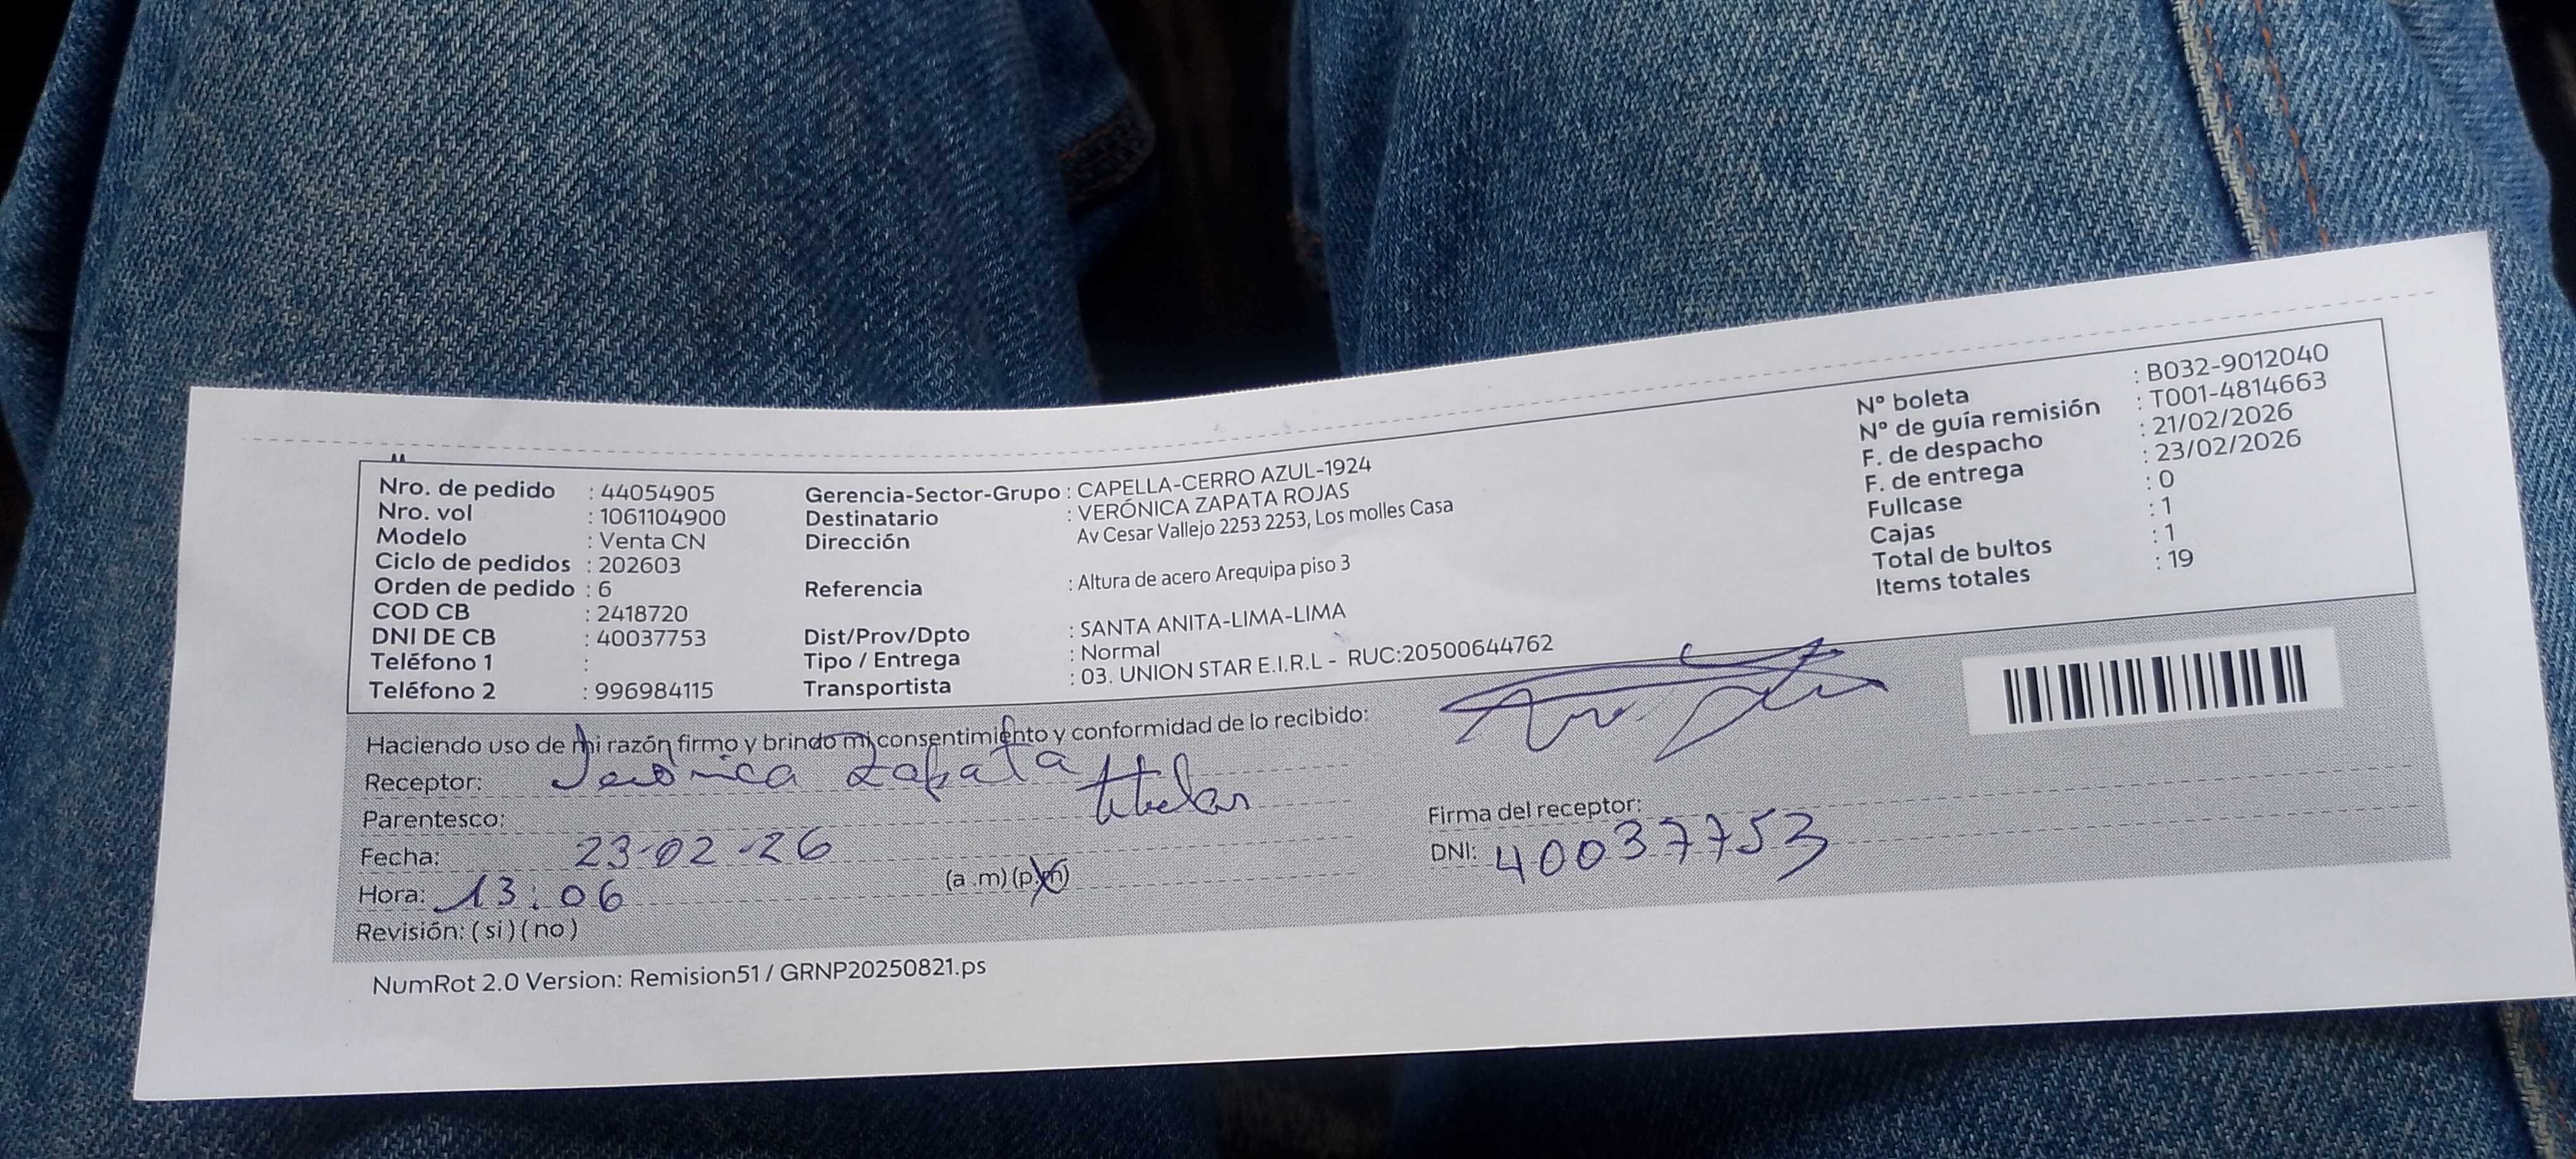 Nro. de pedido : 44054905
Nro. vol : 1061104900
Modelo : Venta CN
Ciclo de pedidos : 202603
Orden de pedido : 6
COD CB : 2418720
DNI DE CB : 40037753
Teléfono 1 :
Teléfono 2 : 996984115
Gerencia-Sector-Grupo : CAPELLA-CERRO AZUL-1924
Destinatario : VERÓNICA ZAPATA ROJAS
Dirección Av Cesar Vallejo 2253 2253, Los molles Casa
Referencia : Altura de acero Arequipa piso 3
Dist/Prov/Dpto : SANTA ANITA-LIMA-LIMA
Tipo / Entrega : Normal
Transportista : 03. UNION STAR E.I.R.L - RUC:20500644762
Nº boleta : B032-9012040
Nº de guía remisión : T001-4814663
F. de despacho : 21/02/2026
F. de entrega : 23/02/2026
Fullcase : 0
Cajas : 1
Total de bultos : 1
Items totales : 19
Haciendo uso de mi razón firmo y brindo mi consentimiento y conformidad de lo recibido:
Receptor: Verónica Zapata
Parentesco: titular
Fecha: 23-02-26
Hora: 13:06 (a .m) (p.m)
Revisión: ( si ) ( no )
Firma del receptor:
DNI: 40037753
NumRot 2.0 Version: Remision51 / GRNP20250821.ps